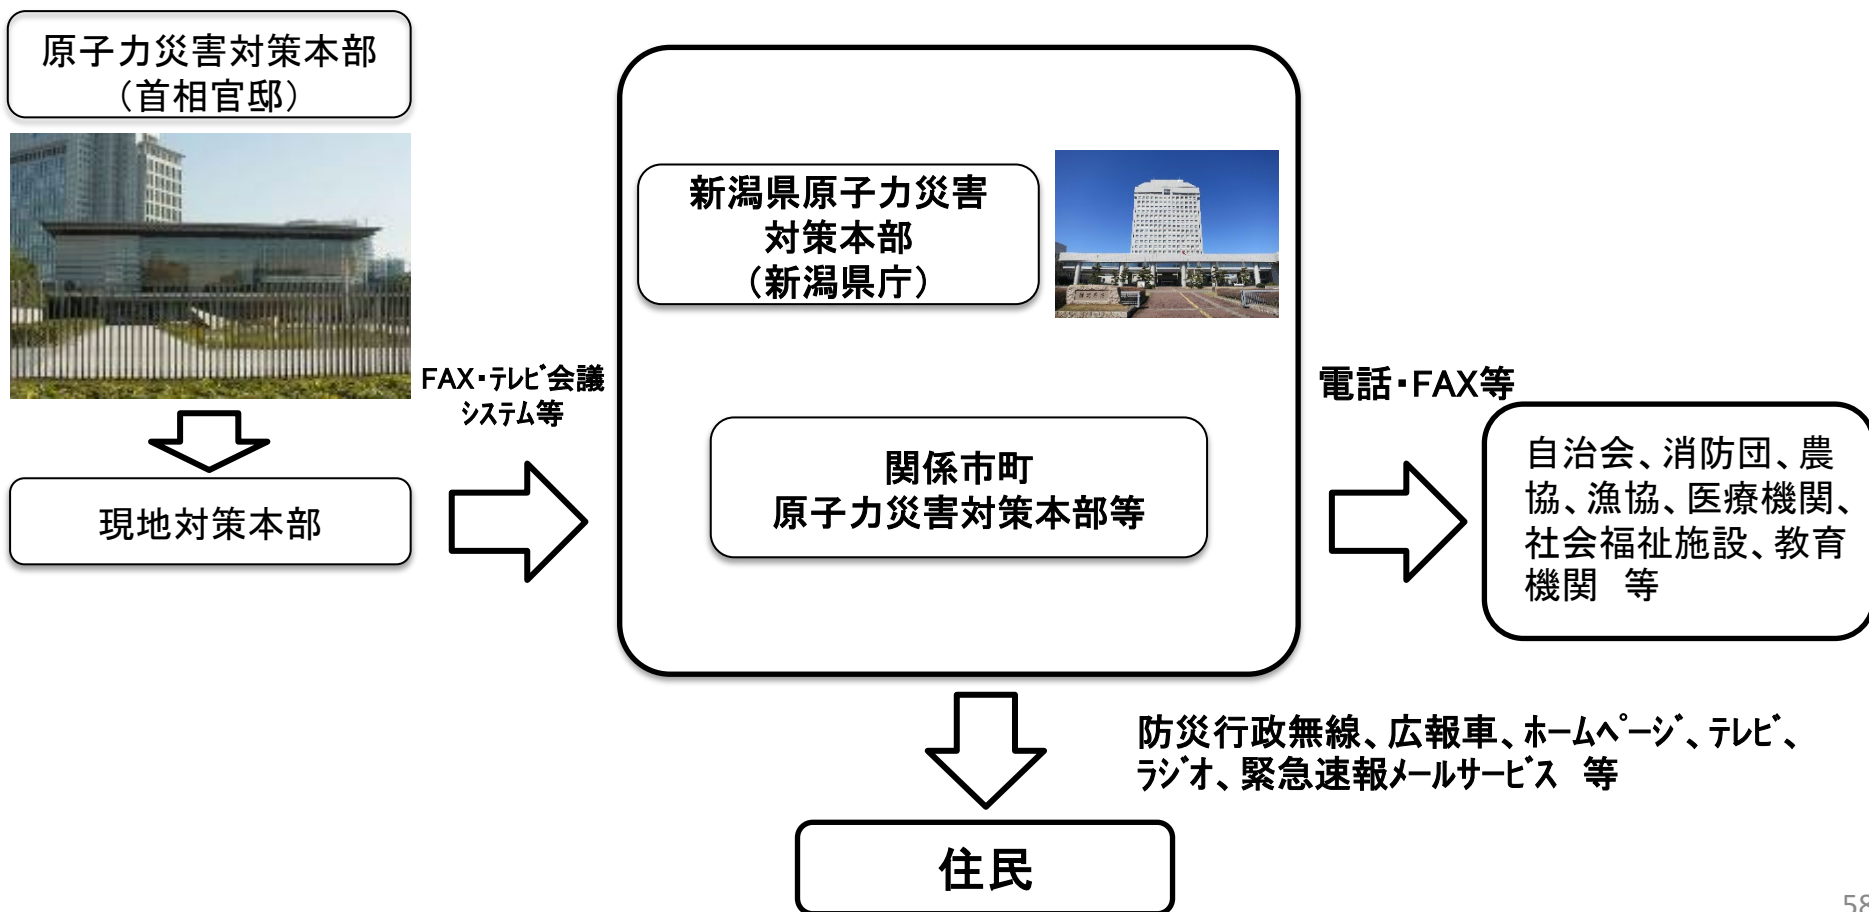 原子力災害対策本部
（首相官邸）
現地対策本部
FAX・ﾃﾚﾋﾞ会議
ｼｽﾃﾑ等
新潟県原子力災害
対策本部
（新潟県庁）
関係市町
原子力災害対策本部等
電話・FAX等
自治会、消防団、農
協、漁協、医療機関、
社会福祉施設、教育
機関　等
防災行政無線、広報車、ﾎｰﾑﾍﾟｰｼﾞ、ﾃﾚﾋﾞ、
ﾗｼﾞｵ、緊急速報ﾒｰﾙｻｰﾋﾞｽ　等
住民
58